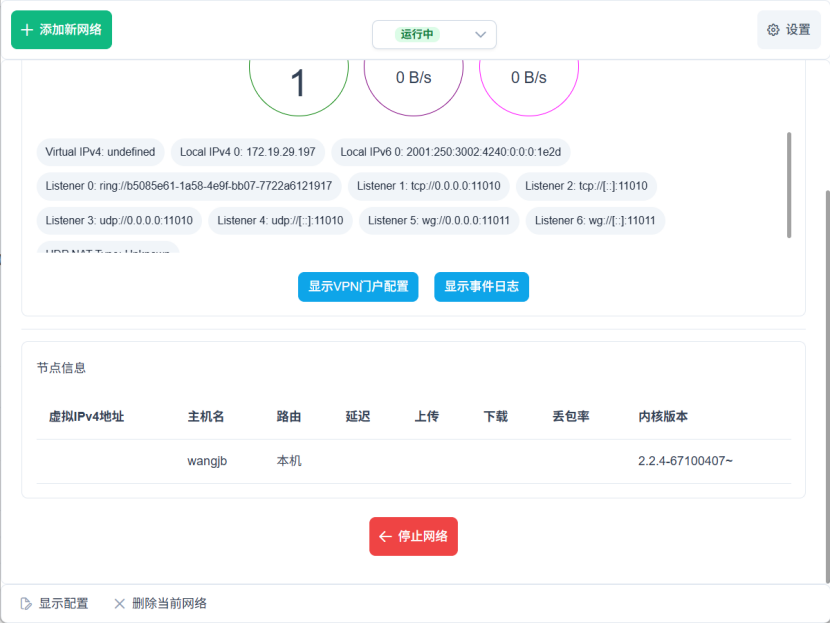 添加新网络
运行中
设置
1
0 B/s
0 B/s
Virtual IPv4: undefined
Local IPv4 0: 172.19.29.197
Local IPv6 0: 2001:250:3002:4240:0:0:0:1e2d
Listener 0: ring://b5085e61-1a58-4e9f-bb07-7722a6121917
Listener 1: tcp://0.0.0.0:11010
Listener 2: tcp://[::]:11010
Listener 3: udp://0.0.0.0:11010
Listener 4: udp://[::]:11010
Listener 5: wg://0.0.0.0:11011
Listener 6: wg://[::]:11011
UDP NAT Type: Unknown
显示VPN门户配置
显示事件日志
节点信息
虚拟IPv4地址 主机名 路由 延迟 上传 下载 丢包率 内核版本
wangjb 本机 2.2.4-67100407~
停止网络
显示配置
删除当前网络